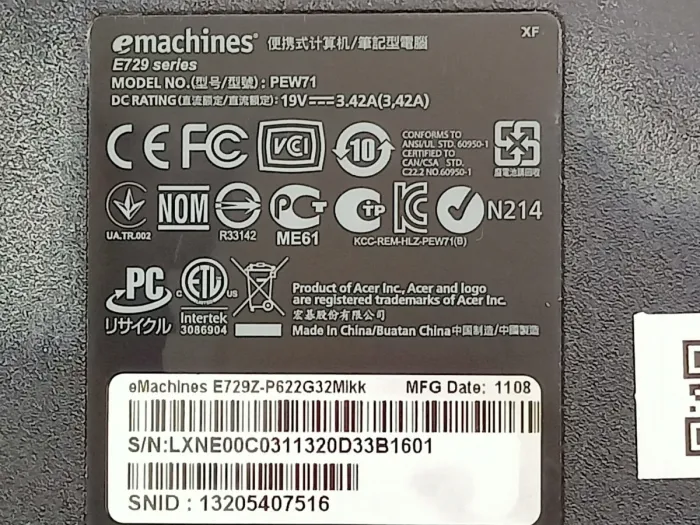 emachines 便携式计算机/筆記型電腦
XF
E729 series
MODEL NO.(型号/型號): PEW71
DC RATING(直流额定/直流額定): 19V⎓3.42A(3,42A)
CE FC VCCI 10
CONFORMS TO
ANSI/UL STD. 60950-1
CERTIFIED TO
CAN/CSA STD.
C22.2 NO.60950-1
廢電池請回收
UA.TR.002
NOM
R33142
PCT
ME61
TP
KC
KCC-REM-HLZ-PEW71(B)
N214
PC
リサイクル
C ETL US
Intertek
3086904
Product of Acer Inc., Acer and logo
are registered trademarks of Acer Inc.
宏碁股份有限公司
Made in China/Buatan China中国制造/中國製造
eMachines E729Z-P622G32Mikk MFG Date: 1108
S/N:LXNE00C0311320D33B1601
SNID : 13205407516